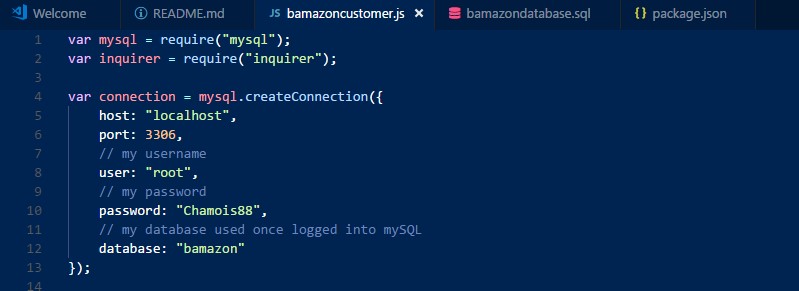 Welcome README.md JS bamazoncustomer.js × bamazondatabase.sql {} package.json
1 var mysql = require("mysql");
2 var inquirer = require("inquirer");
3
4 var connection = mysql.createConnection({
5 host: "localhost",
6 port: 3306,
7 // my username
8 user: "root",
9 // my password
10 password: "Chamois88",
11 // my database used once logged into mySQL
12 database: "bamazon"
13 });
14